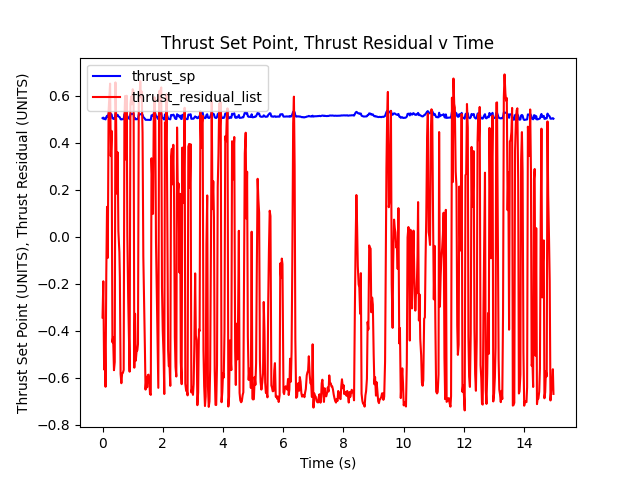 Thrust Set Point, Thrust Residual v Time
thrust_sp
thrust_residual_list
Thrust Set Point (UNITS), Thrust Residual (UNITS)
0.6
0.4
0.2
0.0
−0.2
−0.4
−0.6
−0.8
0 2 4 6 8 10 12 14
Time (s)